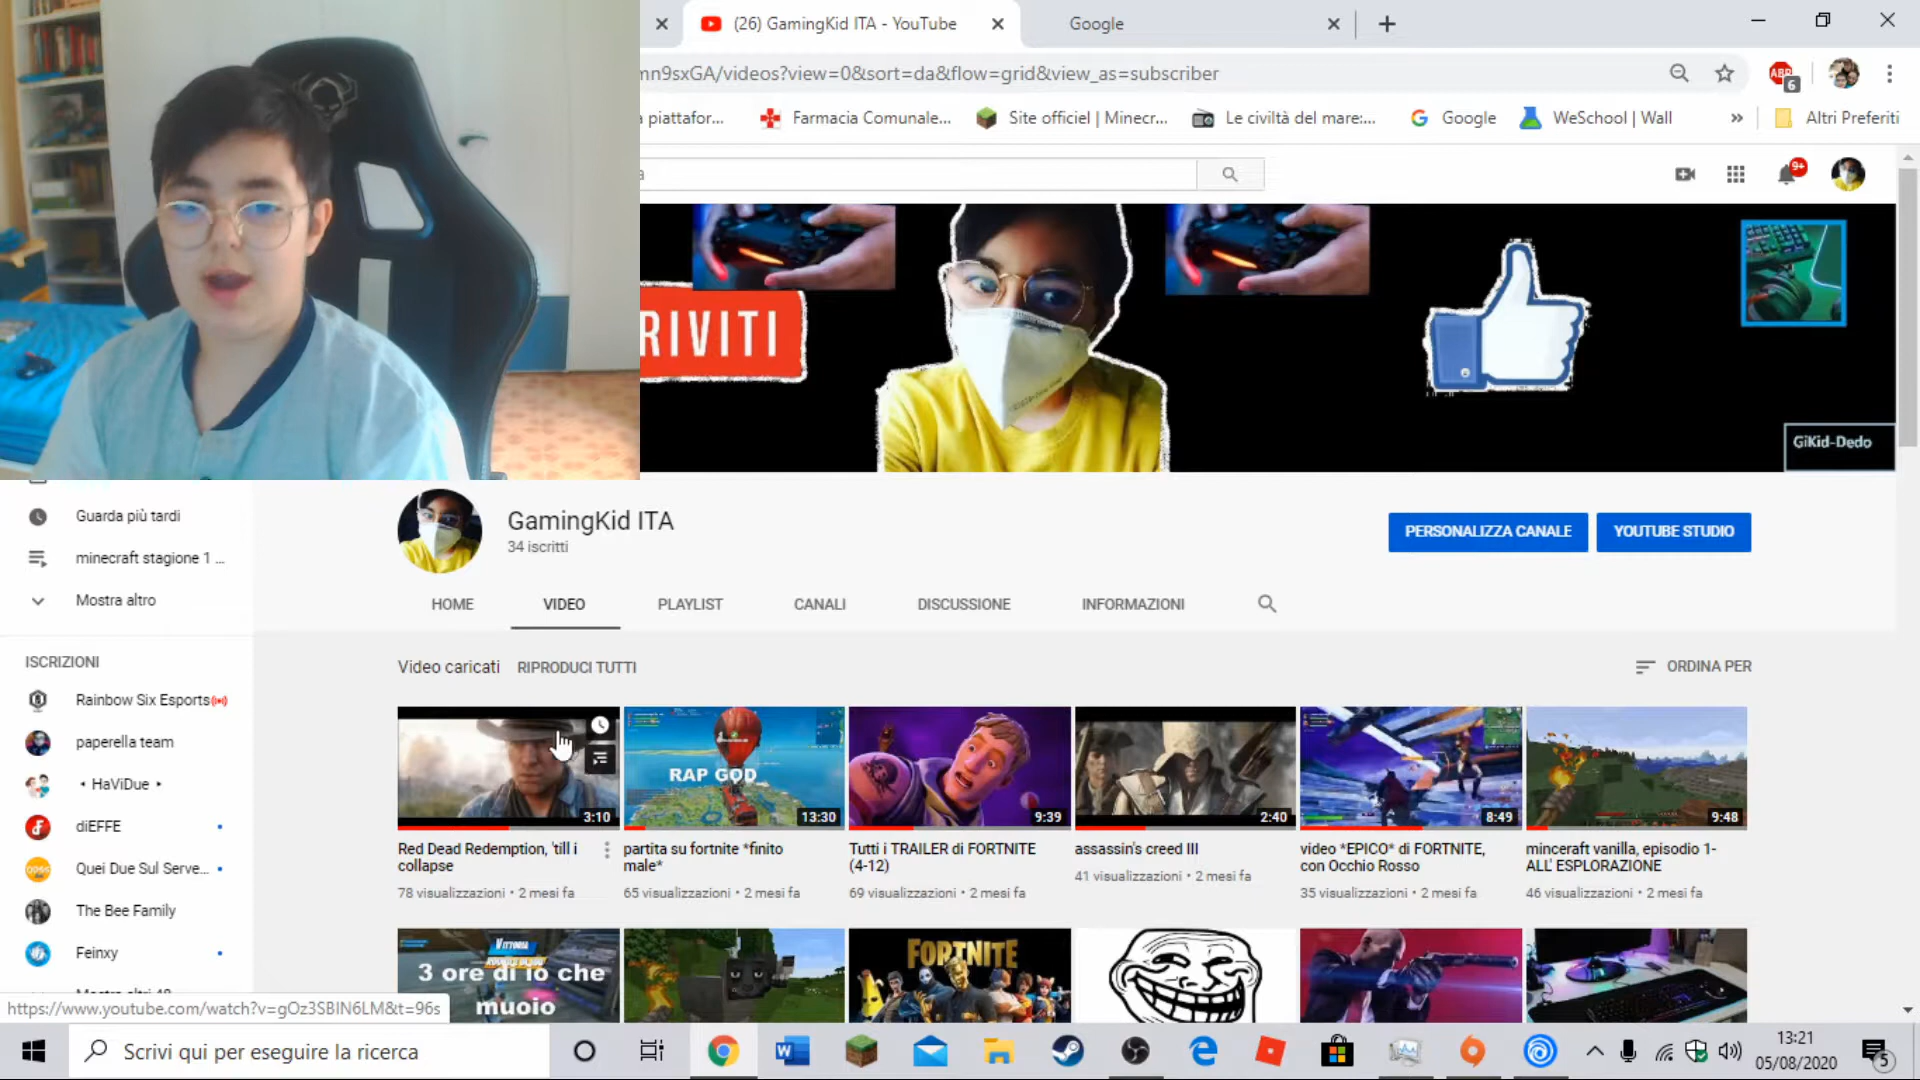 (26) GamingKid ITA - YouTube
Google
mn9sxGA/videos?view=0&sort=da&flow=grid&view_as=subscriber
ABP
6
a piattafor...
Farmacia Comunale...
Site officiel | Minecr...
Le civiltà del mare:...
Google
WeSchool | Wall
»
Altri Preferiti
9+
RIVITI
GiKid-Dedo
Guarda più tardi
minecraft stagione 1 ...
Mostra altro
GamingKid ITA
34 iscritti
PERSONALIZZA CANALE
YOUTUBE STUDIO
HOME
VIDEO
PLAYLIST
CANALI
DISCUSSIONE
INFORMAZIONI
ISCRIZIONI
Rainbow Six Esports
paperella team
• HaViDue •
diEFFE
Quei Due Sul Serve...
The Bee Family
Feinxy
Video caricati
RIPRODUCI TUTTI
ORDINA PER
3:10
Red Dead Redemption, 'till i
collapse
78 visualizzazioni • 2 mesi fa
RAP GOD
13:30
partita su fortnite *finito
male*
65 visualizzazioni • 2 mesi fa
9:39
Tutti i TRAILER di FORTNITE
(4-12)
69 visualizzazioni • 2 mesi fa
2:40
assassin's creed III
41 visualizzazioni • 2 mesi fa
8:49
video *EPICO* di FORTNITE,
con Occhio Rosso
35 visualizzazioni • 2 mesi fa
9:48
minceraft vanilla, episodio 1-
ALL' ESPLORAZIONE
46 visualizzazioni • 2 mesi fa
VITTORIA
3 ore di io che
muoio
FORTNITE
https://www.youtube.com/watch?v=gOz3SBIN6LM&t=96s
Scrivi qui per eseguire la ricerca
13:21
05/08/2020
5